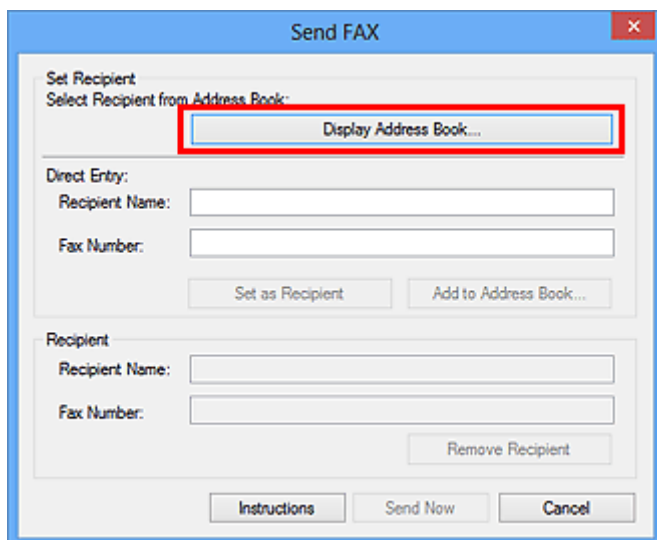 Send FAX
Set Recipient
Select Recipient from Address Book:
Display Address Book...
Direct Entry:
Recipient Name:
Fax Number:
Set as Recipient Add to Address Book...
Recipient
Recipient Name:
Fax Number:
Remove Recipient
Instructions Send Now Cancel